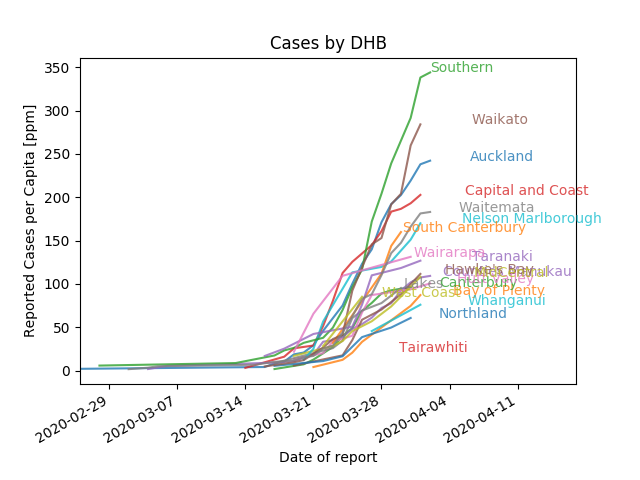 Cases by DHB
Reported Cases per Capita [ppm]
350
300
250
200
150
100
50
0
Southern
Waikato
Auckland
Capital and Coast
Waitemata
Nelson Marlborough
South Canterbury
Wairarapa
Taranaki
Hawke's Bay
Hutt Valley
Lakes
Canterbury
West Coast
Bay of Plenty
Whanganui
Northland
Tairawhiti
2020-02-29
2020-03-07
2020-03-14
2020-03-21
2020-03-28
2020-04-04
2020-04-11
Date of report